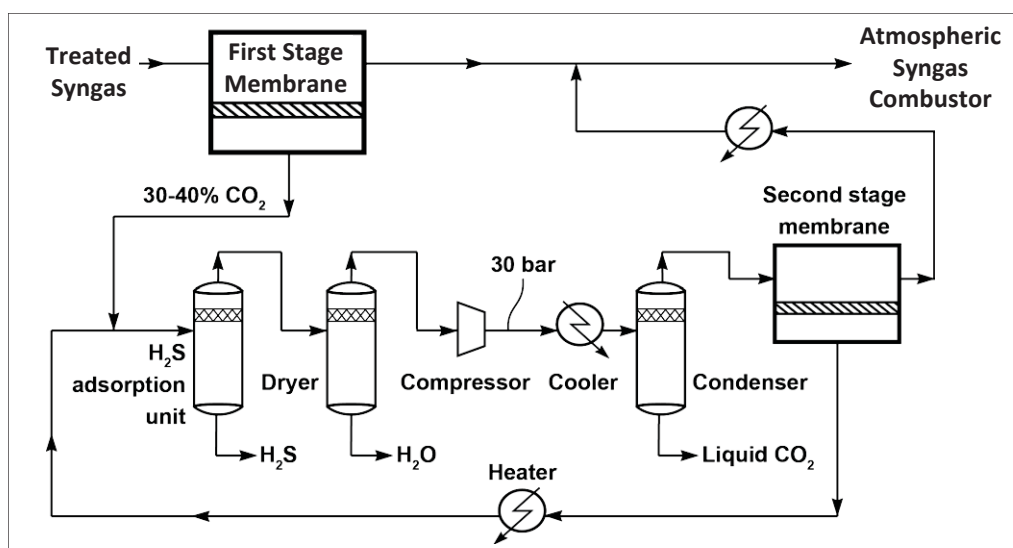 Treated
Syngas
First Stage
Membrane
Atmospheric
Syngas
Combustor
30-40% CO₂
Second stage
membrane
30 bar
H₂S
adsorption
unit
Dryer
Compressor
Cooler
Condenser
H₂S
H₂O
Liquid CO₂
Heater